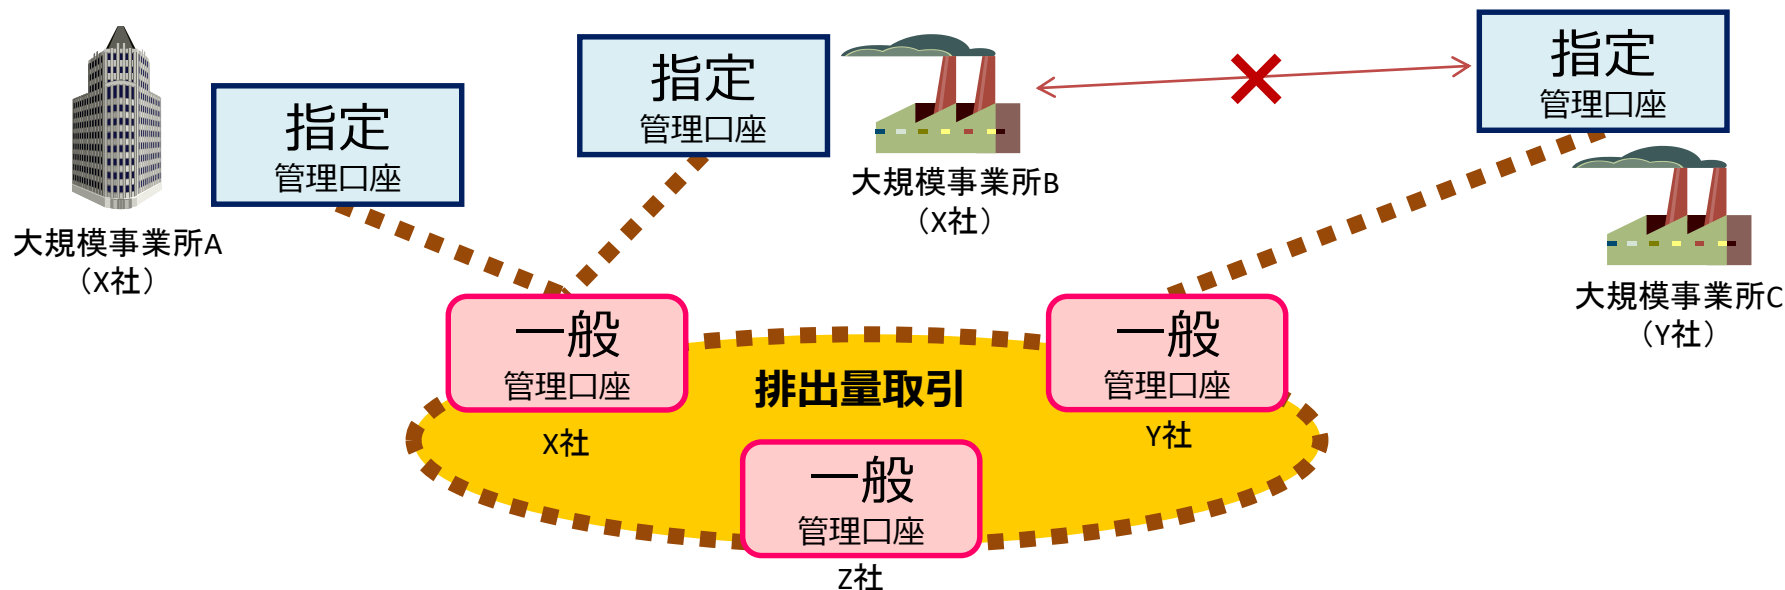 指定
管理口座
大規模事業所A
（X社）
指定
管理口座
大規模事業所B
（X社）
指定
管理口座
大規模事業所C
（Y社）
一般
管理口座
X社
排出量取引
一般
管理口座
Y社
一般
管理口座
Z社